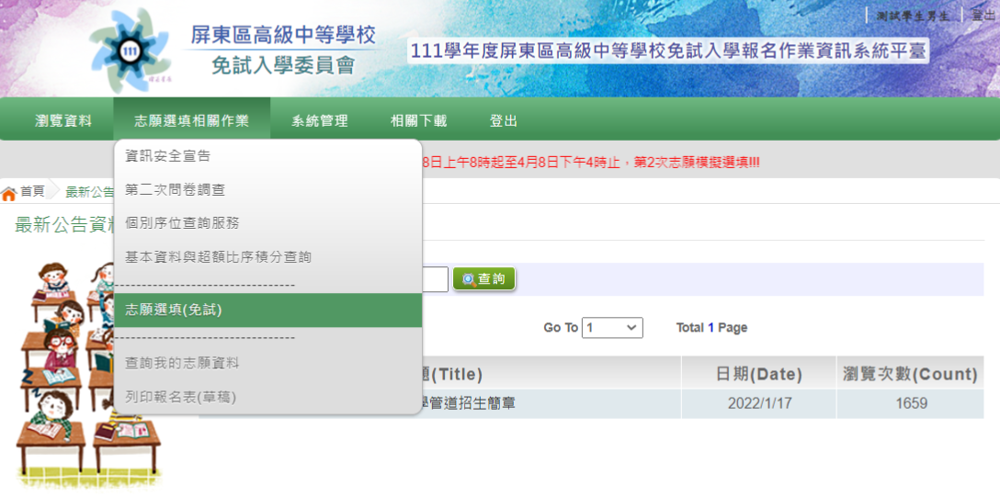 測試學生男生 登出
屏東區高級中等學校
免試入學委員會
111
111學年度屏東區高級中等學校免試入學報名作業資訊系統平臺
瀏覽資料 志願選填相關作業 系統管理 相關下載 登出
資訊安全宣告
8日上午8時起至4月8日下午4時止，第2次志願模擬選填!!!
第二次問卷調查
首頁 最新公告
個別序位查詢服務
最新公告資
基本資料與超額比序積分查詢
查詢
--------------------------------
志願選填(免試)
Go To 1 Total 1 Page
--------------------------------
查詢我的志願資料
(Title) 日期(Date) 瀏覽次數(Count)
列印報名表(草稿)
管道招生簡章 2022/1/17 1659